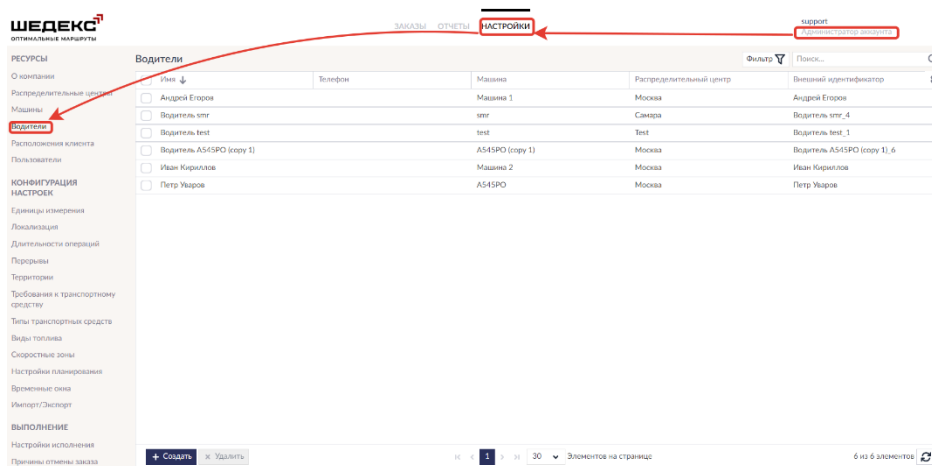 ШЕДЕКС
ОПТИМАЛЬНЫЕ МАРШРУТЫ
ЗАКАЗЫ ОТЧЕТЫ НАСТРОЙКИ
support
Администратор аккаунта
РЕСУРСЫ
О компании
Распределительные центры
Машины
Водители
Расположения клиента
Пользователи
КОНФИГУРАЦИЯ
НАСТРОЕК
Единицы измерения
Локализация
Длительности операций
Перерывы
Территории
Требования к транспортному
средству
Типы транспортных средств
Виды топлива
Скоростные зоны
Настройки планирования
Временные окна
Импорт/Экспорт
ВЫПОЛНЕНИЕ
Настройки исполнения
Причины отмены заказа
Водители
Фильтр Поиск...
Имя Телефон Машина Распределительный центр Внешний идентификатор
Андрей Егоров Машина 1 Москва Андрей Егоров
Водитель smr smr Самара Водитель smr_4
Водитель test test Test Водитель test_1
Водитель А545РО (copy 1) А545РО (copy 1) Москва Водитель А545РО (copy 1)_6
Иван Кириллов Машина 2 Москва Иван Кириллов
Петр Уваров А545РО Москва Петр Уваров
+ Создать × Удалить
1 30 Элементов на странице
6 из 6 элементов